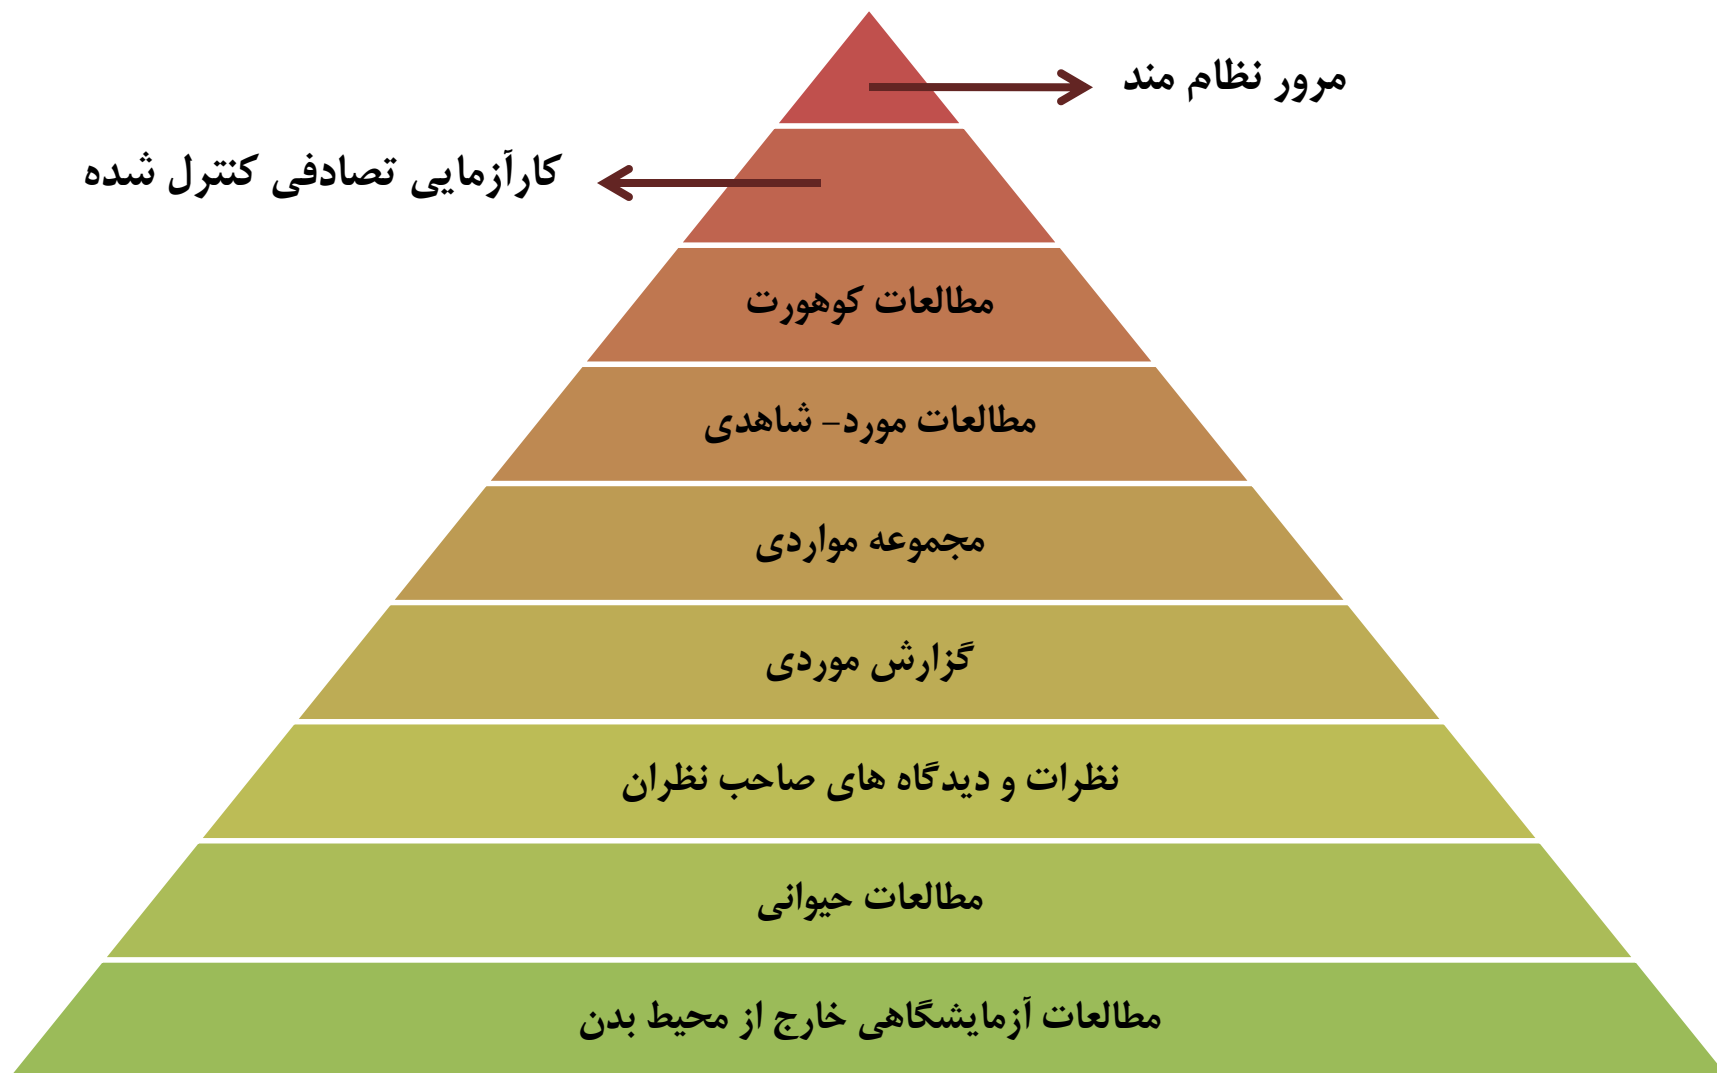 مرور نظام مند
کارآزمایی تصادفی کنترل شده
مطالعات کوهورت
مطالعات مورد- شاهدی
مجموعه مواردی
گزارش موردی
نظرات و دیدگاه های صاحب نظران
مطالعات حیوانی
مطالعات آزمایشگاهی خارج از محیط بدن